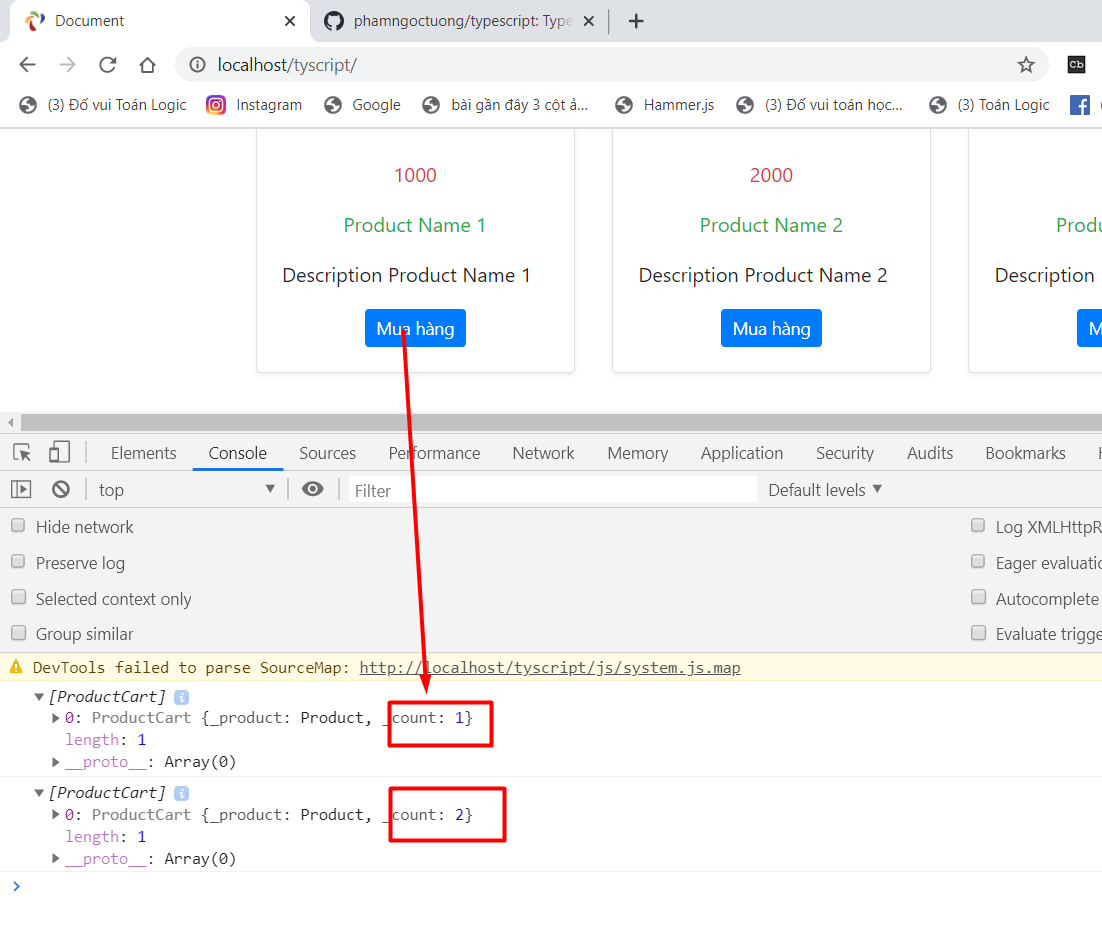 Document
phamngoctuong/typescript: Type
localhost/tyscript/
Cb
(3) Đố vui Toán Logic
Instagram
Google
bài gần đây 3 cột ả...
Hammer.js
(3) Đố vui toán học...
(3) Toán Logic
1000
2000
Product Name 1
Product Name 2
Produ
Description Product Name 1
Description Product Name 2
Description
Mua hàng
Mua hàng
M
Elements
Console
Sources
Performance
Network
Memory
Application
Security
Audits
Bookmarks
top
Filter
Default levels
Hide network
Log XMLHttpR
Preserve log
Eager evaluatio
Selected context only
Autocomplete
Group similar
Evaluate trigge
DevTools failed to parse SourceMap: http://localhost/tyscript/js/system.js.map
[ProductCart]
0: ProductCart {_product: Product, _count: 1}
length: 1
__proto__: Array(0)
[ProductCart]
0: ProductCart {_product: Product, _count: 2}
length: 1
__proto__: Array(0)